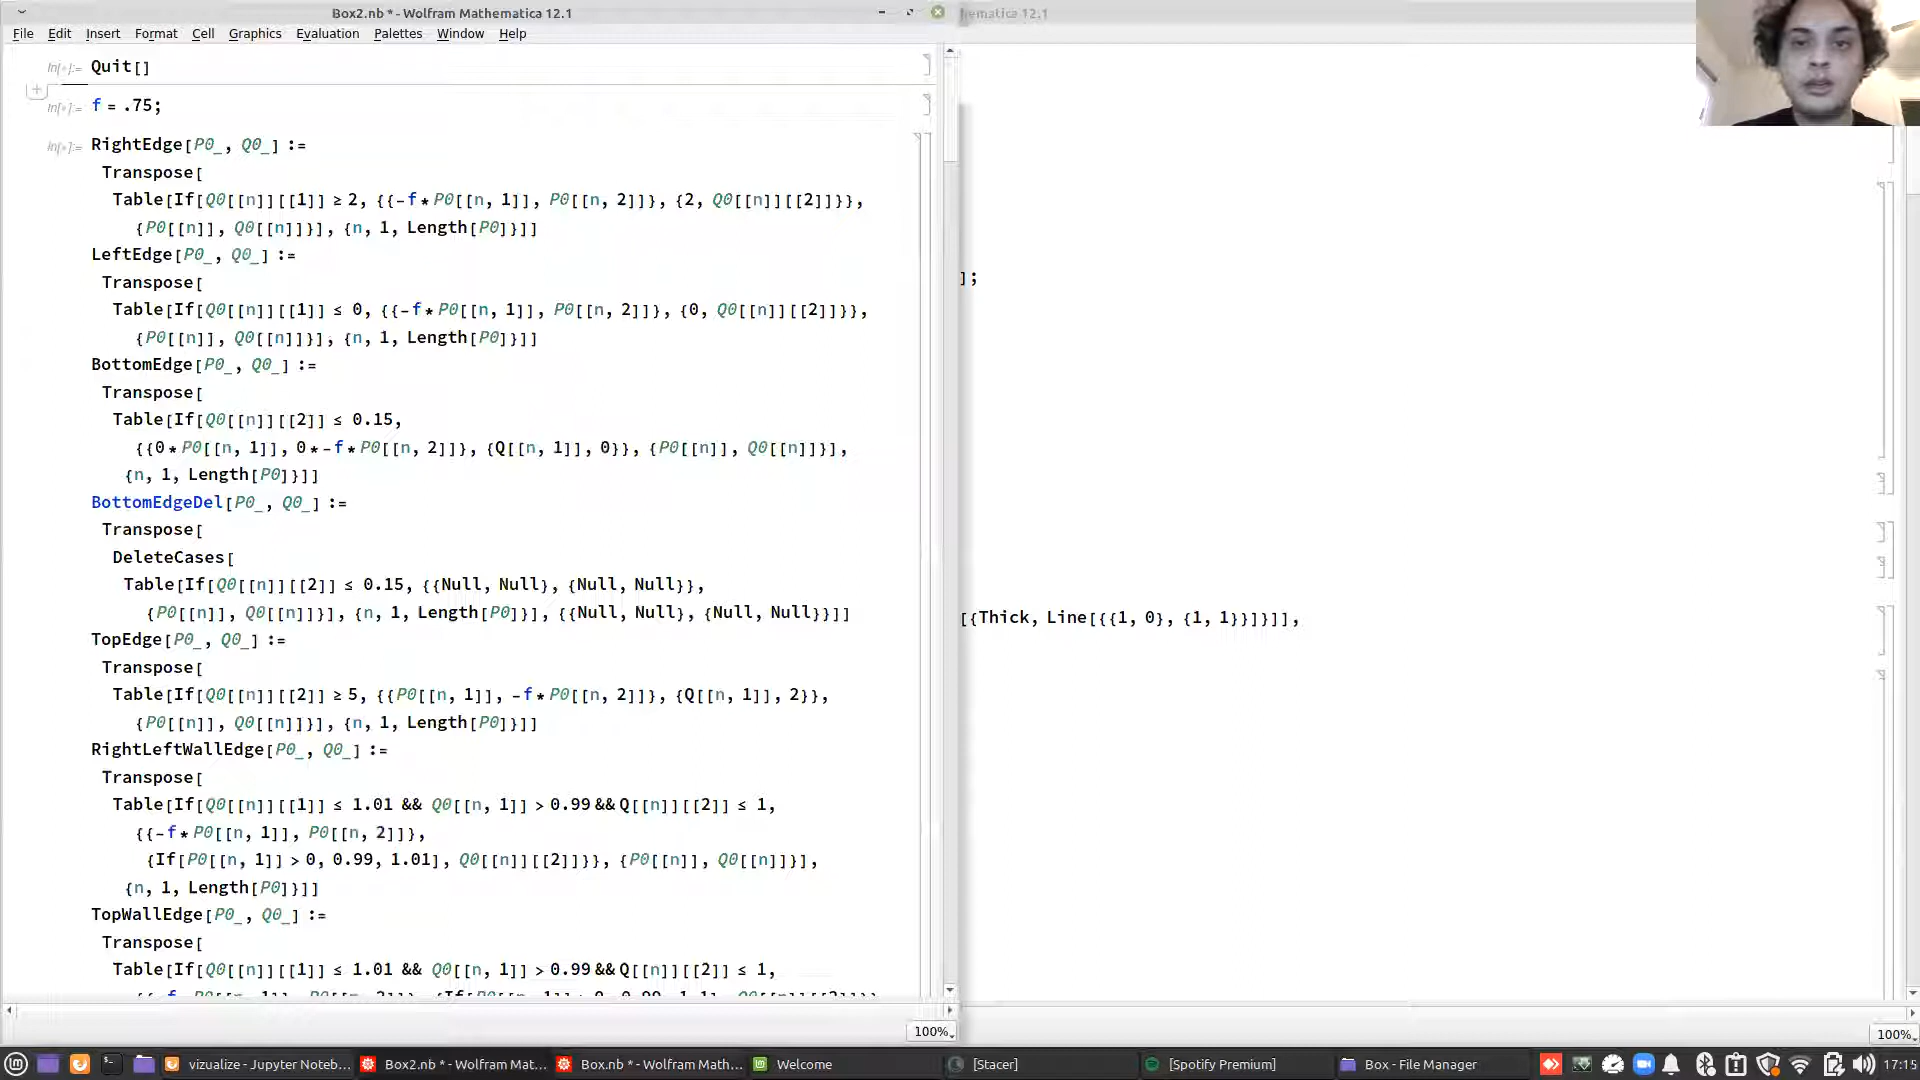 Box2.nb * - Wolfram Mathematica 12.1
hematica 12.1
File Edit Insert Format Cell Graphics Evaluation Palettes Window Help
In[•]:= Quit[]
In[•]:= f = .75;
In[•]:= RightEdge[P0_, Q0_] :=
Transpose[
Table[If[Q0[[n]][[1]] ≥ 2, {{-f* P0[[n, 1]], P0[[n, 2]]}, {2, Q0[[n]][[2]]}},
{P0[[n]], Q0[[n]]}], {n, 1, Length[P0]}]]
LeftEdge[P0_, Q0_] :=
Transpose[
Table[If[Q0[[n]][[1]] ≤ 0, {{-f* P0[[n, 1]], P0[[n, 2]]}, {0, Q0[[n]][[2]]}},
{P0[[n]], Q0[[n]]}], {n, 1, Length[P0]}]]
BottomEdge[P0_, Q0_] :=
Transpose[
Table[If[Q0[[n]][[2]] ≤ 0.15,
{{0* P0[[n, 1]], 0*-f* P0[[n, 2]]}, {Q[[n, 1]], 0}}, {P0[[n]], Q0[[n]]}],
{n, 1, Length[P0]}]]
BottomEdgeDel[P0_, Q0_] :=
Transpose[
DeleteCases[
Table[If[Q0[[n]][[2]] ≤ 0.15, {{Null, Null}, {Null, Null}},
{P0[[n]], Q0[[n]]}], {n, 1, Length[P0]}], {{Null, Null}, {Null, Null}}]]
TopEdge[P0_, Q0_] :=
Transpose[
Table[If[Q0[[n]][[2]] ≥ 5, {{P0[[n, 1]], -f* P0[[n, 2]]}, {Q[[n, 1]], 2}},
{P0[[n]], Q0[[n]]}], {n, 1, Length[P0]}]]
RightLeftWallEdge[P0_, Q0_] :=
Transpose[
Table[If[Q0[[n]][[1]] ≤ 1.01 && Q0[[n, 1]] > 0.99 && Q[[n]][[2]] ≤ 1,
{{-f* P0[[n, 1]], P0[[n, 2]]},
{If[P0[[n, 1]] > 0, 0.99, 1.01], Q0[[n]][[2]]}}, {P0[[n]], Q0[[n]]}],
{n, 1, Length[P0]}]]
TopWallEdge[P0_, Q0_] :=
Transpose[
Table[If[Q0[[n]][[1]] ≤ 1.01 && Q0[[n, 1]] > 0.99 && Q[[n]][[2]] ≤ 1,
100%
];
[{Thick, Line[{{1, 0}, {1, 1}}]}]],
100%
vizualize - Jupyter Noteb... Box2.nb * - Wolfram Mat... Box.nb * - Wolfram Math... Welcome [Stacer] [Spotify Premium] Box - File Manager 17:15